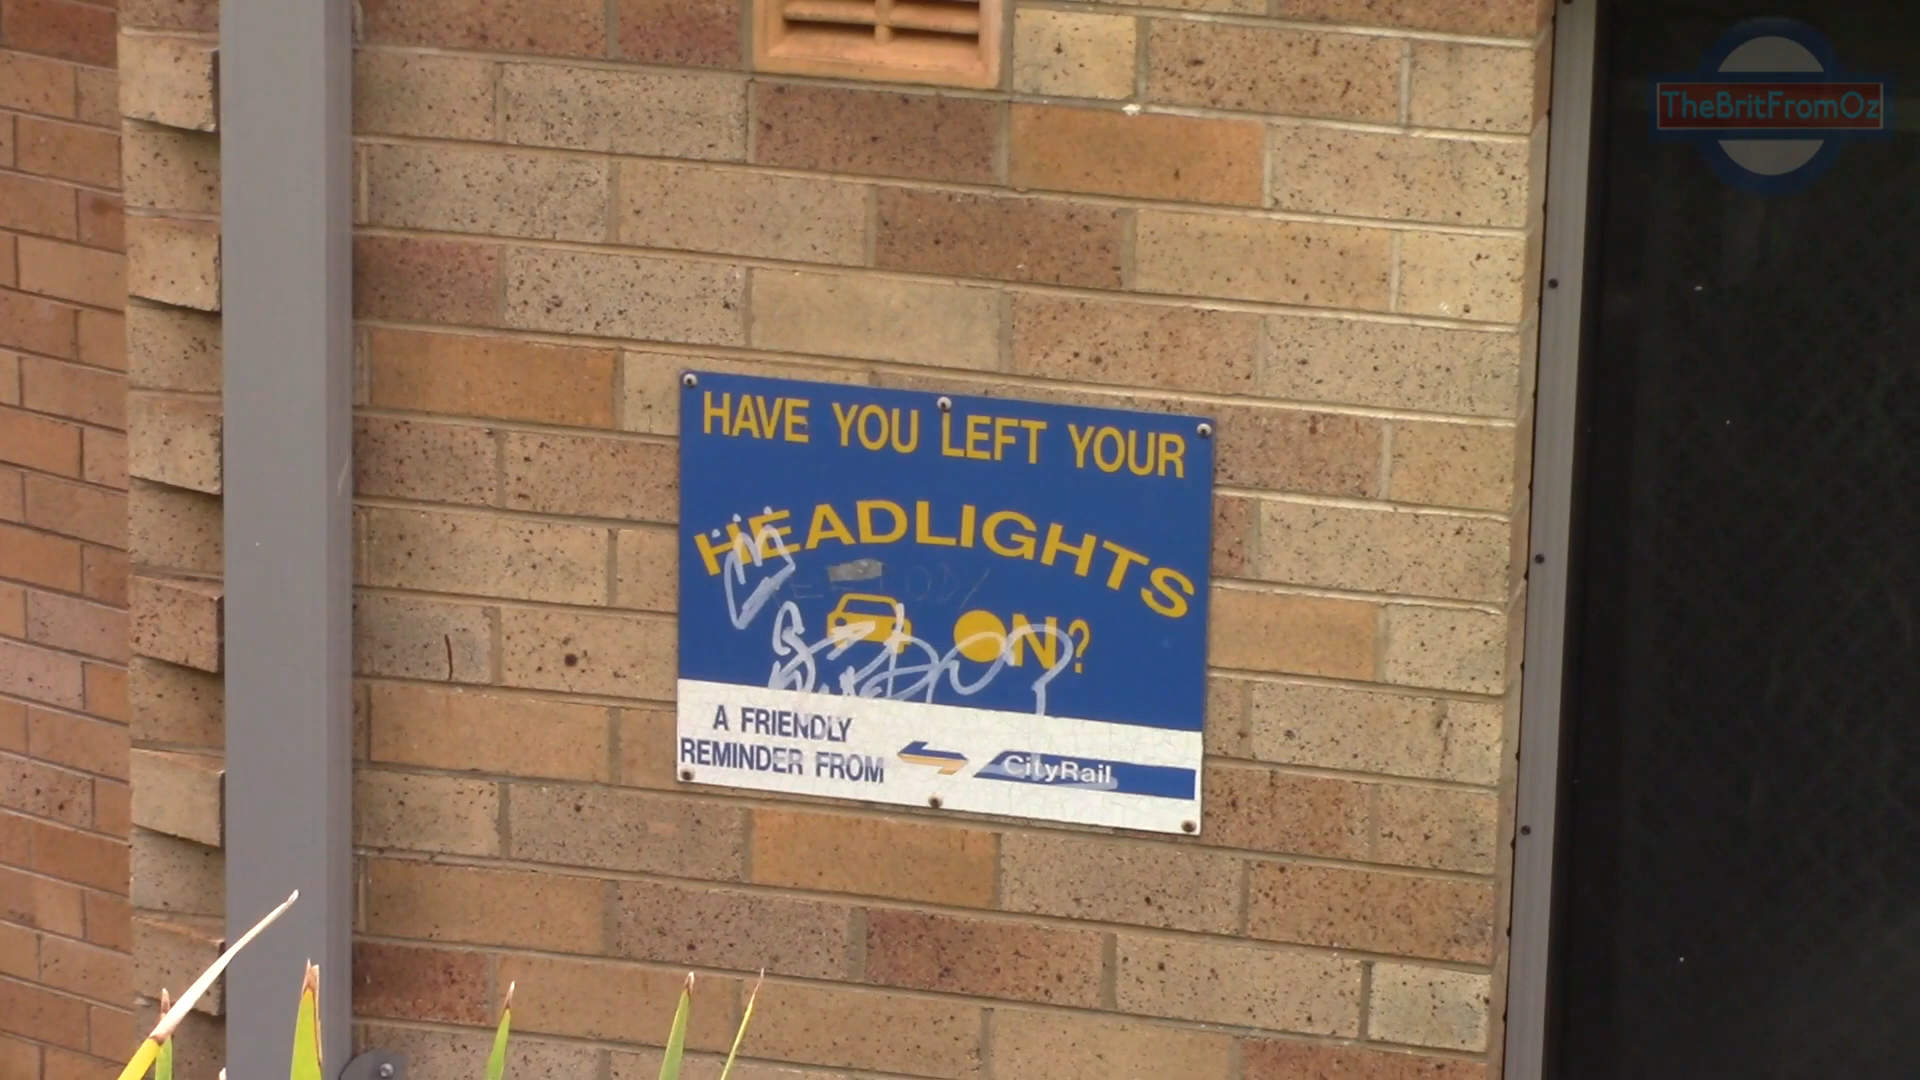 TheBritFromOz
HAVE YOU LEFT YOUR
HEADLIGHTS
ON?
A FRIENDLY
REMINDER FROM CityRail